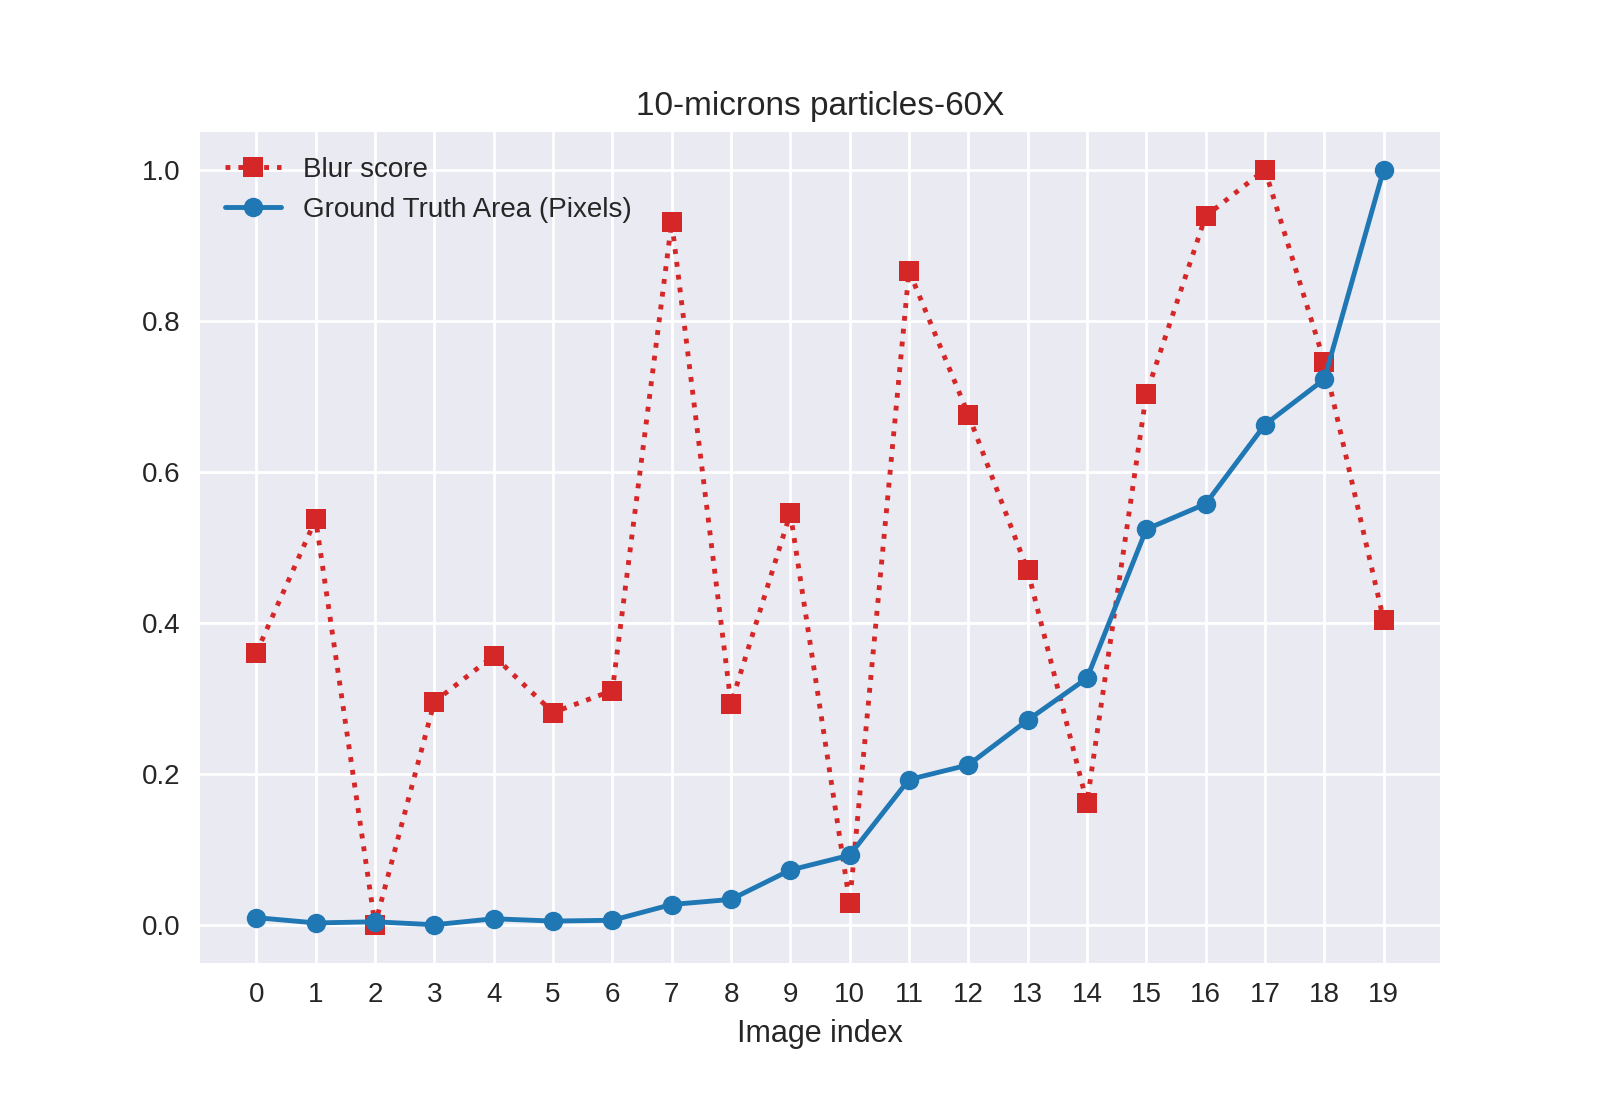 10-microns particles-60X
Blur score
Ground Truth Area (Pixels)
1.0
0.8
0.6
0.4
0.2
0.0
0 1 2 3 4 5 6 7 8 9 10 11 12 13 14 15 16 17 18 19
Image index